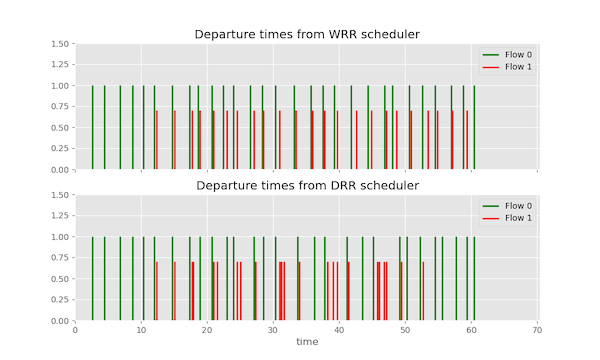 Departure times from WRR scheduler
1.50
1.25
1.00
0.75
0.50
0.25
0.00
Flow 0
Flow 1
Departure times from DRR scheduler
1.50
1.25
1.00
0.75
0.50
0.25
0.00
Flow 0
Flow 1
0 10 20 30 40 50 60 70
time